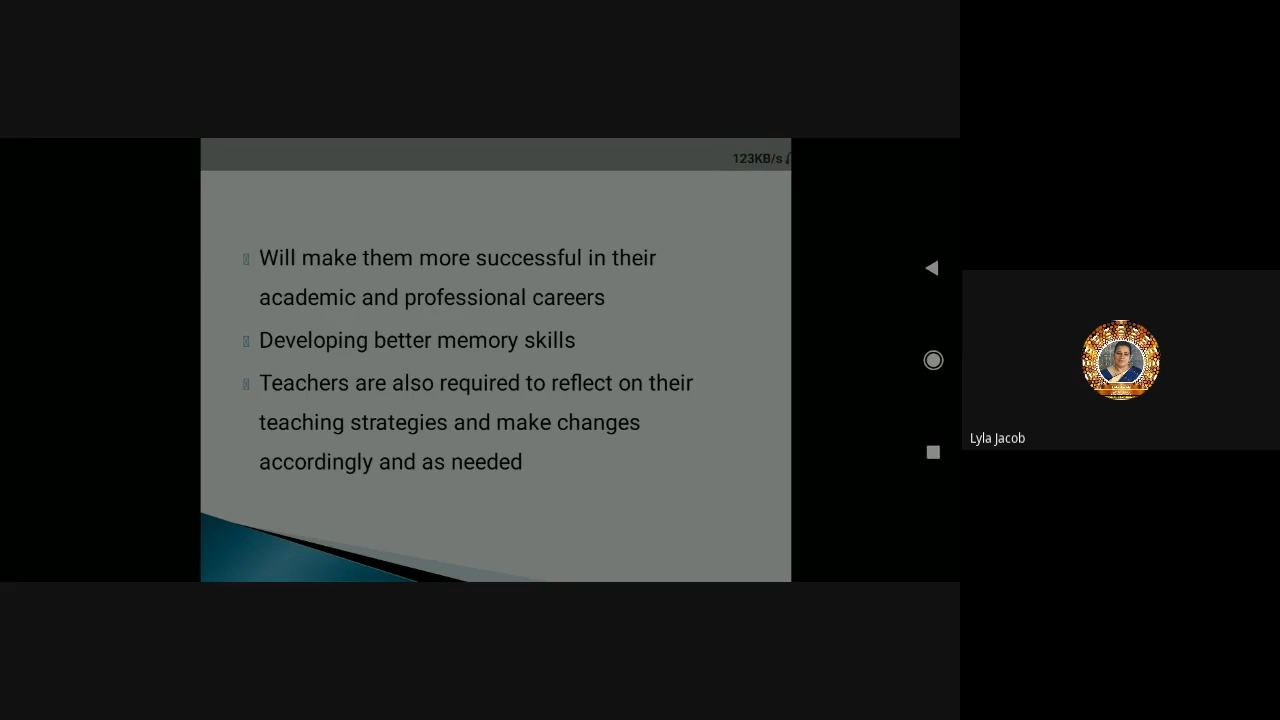 123KB/s
Will make them more successful in their
academic and professional careers
Developing better memory skills
Teachers are also required to reflect on their
teaching strategies and make changes
accordingly and as needed
Lyla Jacob